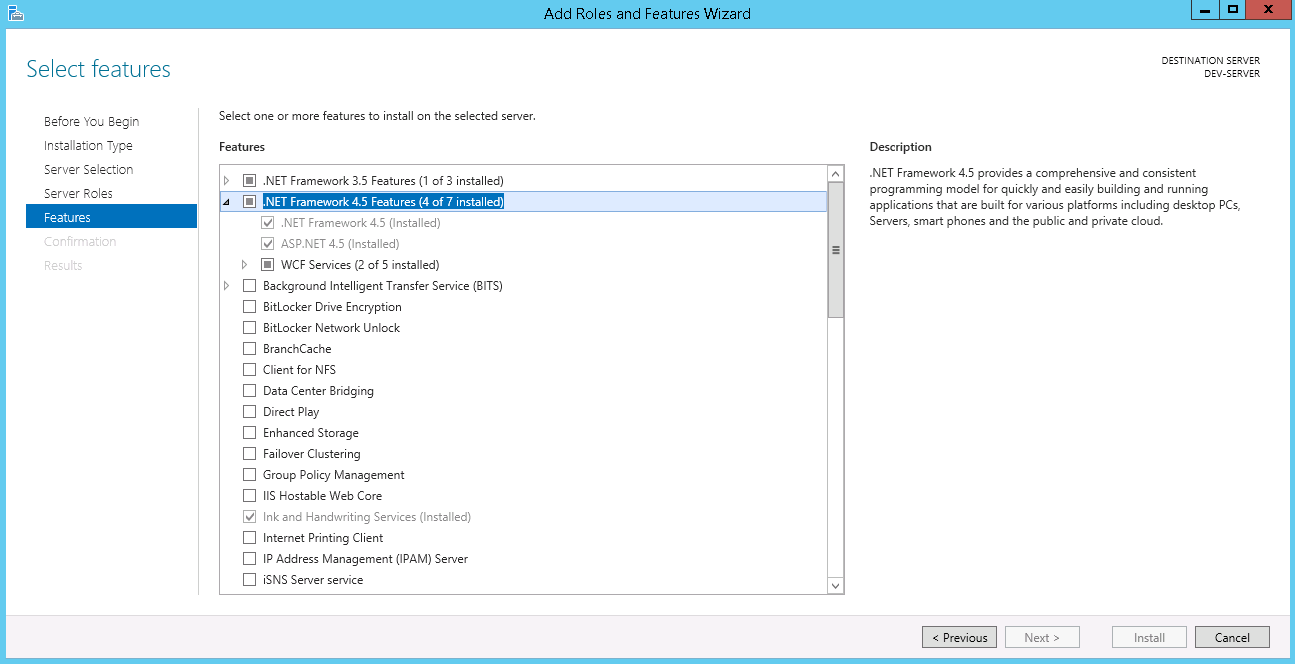 Add Roles and Features Wizard
Select features
DESTINATION SERVER
DEV-SERVER
Before You Begin
Installation Type
Server Selection
Server Roles
Features
Confirmation
Results
Select one or more features to install on the selected server.
Features
.NET Framework 3.5 Features (1 of 3 installed)
.NET Framework 4.5 Features (4 of 7 installed)
.NET Framework 4.5 (Installed)
ASP.NET 4.5 (Installed)
WCF Services (2 of 5 installed)
Background Intelligent Transfer Service (BITS)
BitLocker Drive Encryption
BitLocker Network Unlock
BranchCache
Client for NFS
Data Center Bridging
Direct Play
Enhanced Storage
Failover Clustering
Group Policy Management
IIS Hostable Web Core
Ink and Handwriting Services (Installed)
Internet Printing Client
IP Address Management (IPAM) Server
iSNS Server service
Description
.NET Framework 4.5 provides a comprehensive and consistent
programming model for quickly and easily building and running
applications that are built for various platforms including desktop PCs,
Servers, smart phones and the public and private cloud.
< Previous
Next >
Install
Cancel